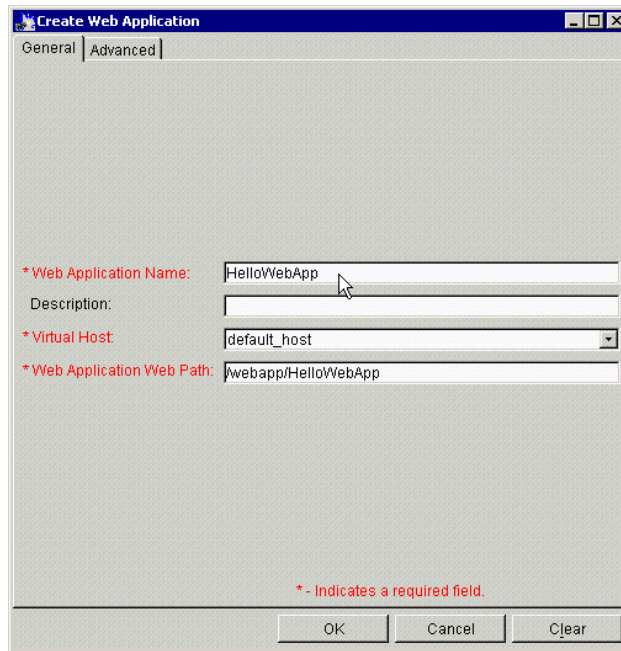 Create Web Application
General Advanced
* Web Application Name: HelloWebApp
Description:
* Virtual Host: default_host
* Web Application Web Path: /webapp/HelloWebApp
* - Indicates a required field.
OK Cancel Clear